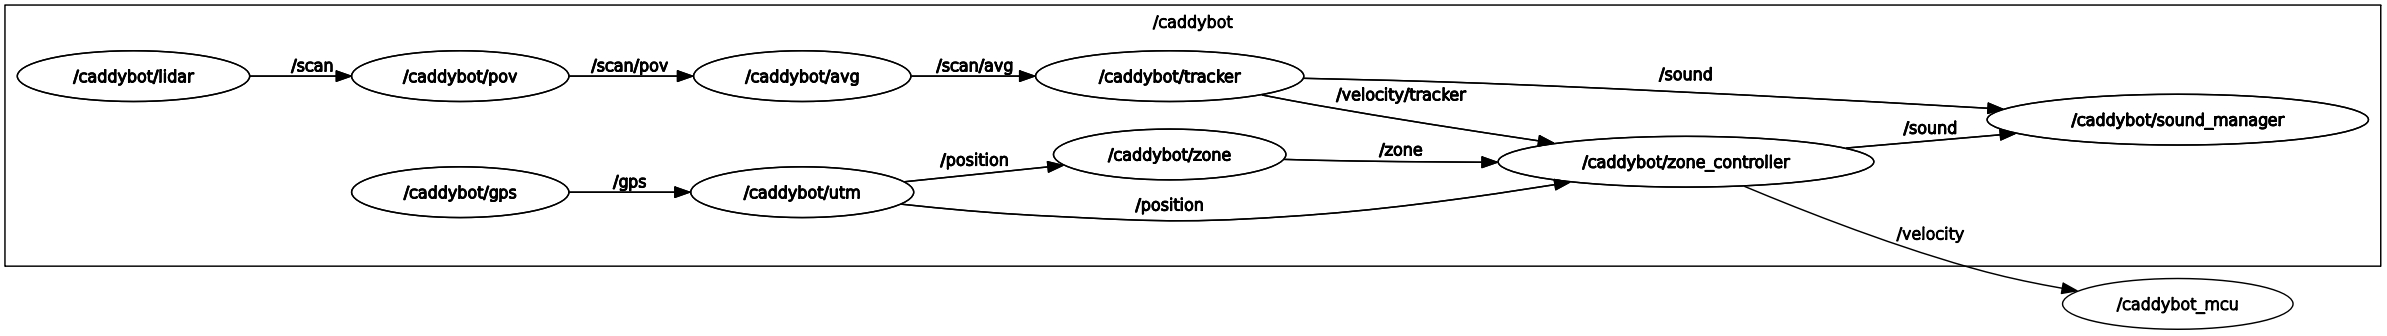 /caddybot
/caddybot/lidar
/scan
/caddybot/pov
/scan/pov
/caddybot/avg
/scan/avg
/caddybot/tracker
/sound
/velocity/tracker
/caddybot/sound_manager
/sound
/caddybot/gps
/gps
/caddybot/utm
/position
/caddybot/zone
/zone
/caddybot/zone_controller
/position
/velocity
/caddybot_mcu